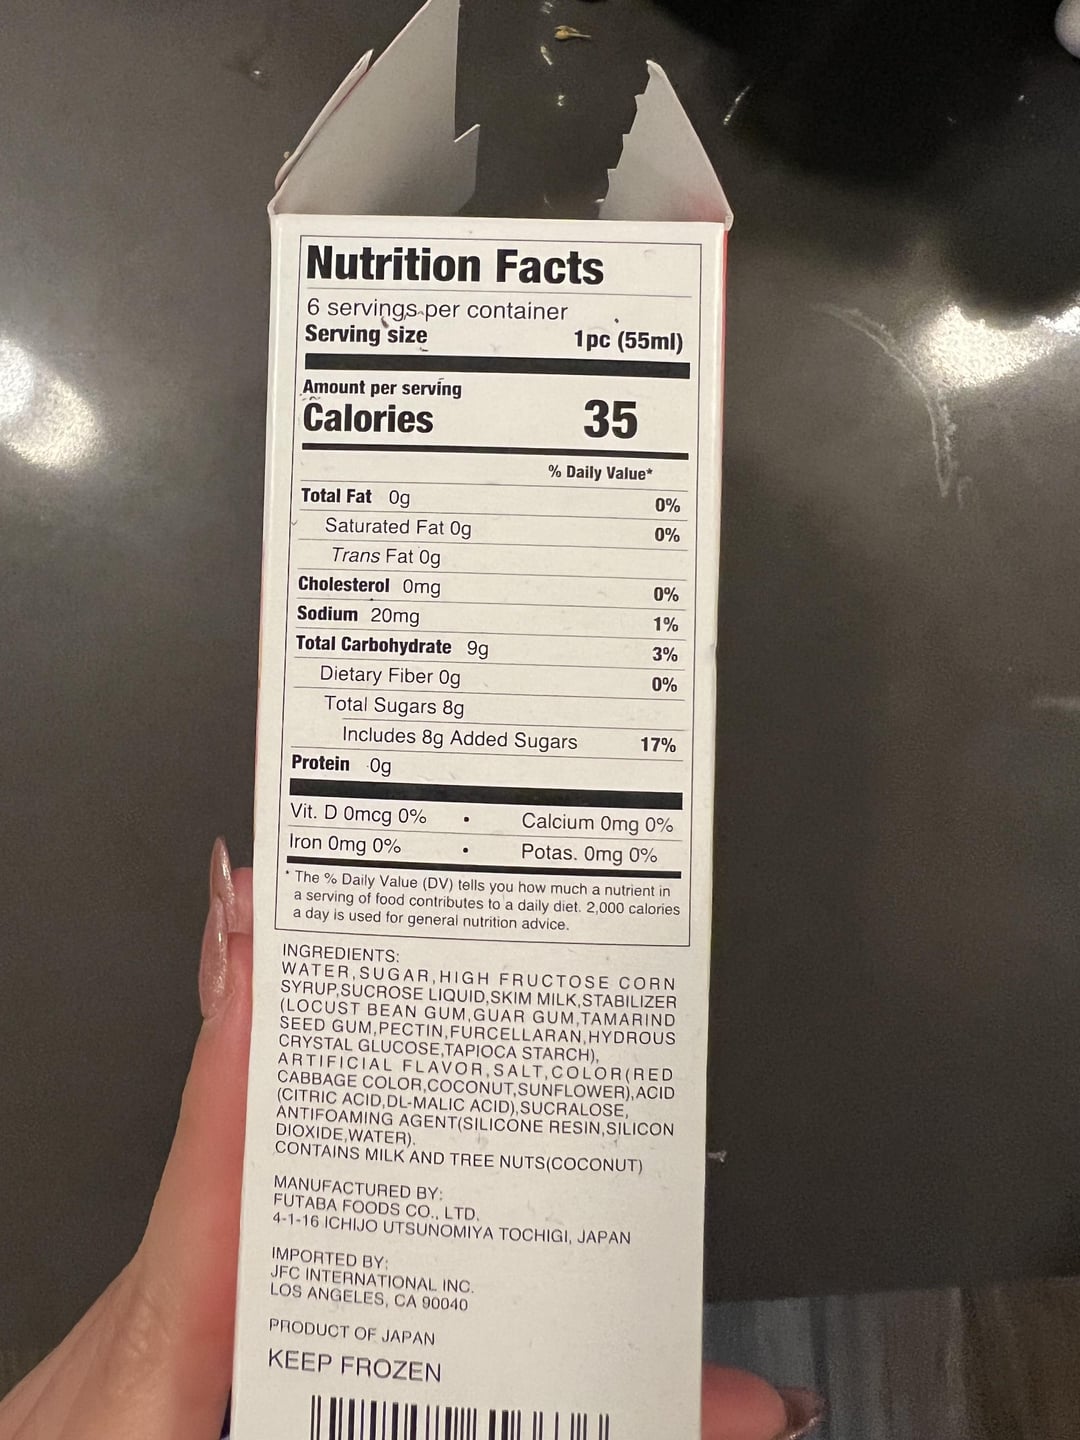 Nutrition Facts
6 servings per container
Serving size 1pc (55ml)
Amount per serving
Calories 35
% Daily Value*
Total Fat 0g 0%
Saturated Fat 0g 0%
Trans Fat 0g
Cholesterol 0mg 0%
Sodium 20mg 1%
Total Carbohydrate 9g 3%
Dietary Fiber 0g 0%
Total Sugars 8g
Includes 8g Added Sugars 17%
Protein 0g
Vit. D 0mcg 0% • Calcium 0mg 0%
Iron 0mg 0% • Potas. 0mg 0%
* The % Daily Value (DV) tells you how much a nutrient in
a serving of food contributes to a daily diet. 2,000 calories
a day is used for general nutrition advice.
INGREDIENTS:
WATER,SUGAR,HIGH FRUCTOSE CORN
SYRUP,SUCROSE LIQUID,SKIM MILK,STABILIZER
(LOCUST BEAN GUM,GUAR GUM,TAMARIND
SEED GUM,PECTIN,FURCELLARAN,HYDROUS
CRYSTAL GLUCOSE,TAPIOCA STARCH),
ARTIFICIAL FLAVOR,SALT,COLOR(RED
CABBAGE COLOR,COCONUT,SUNFLOWER),ACID
(CITRIC ACID,DL-MALIC ACID),SUCRALOSE,
ANTIFOAMING AGENT(SILICONE RESIN,SILICON
DIOXIDE,WATER).
CONTAINS MILK AND TREE NUTS(COCONUT)
MANUFACTURED BY:
FUTABA FOODS CO., LTD.
4-1-16 ICHIJO UTSUNOMIYA TOCHIGI, JAPAN
IMPORTED BY:
JFC INTERNATIONAL INC.
LOS ANGELES, CA 90040
PRODUCT OF JAPAN
KEEP FROZEN